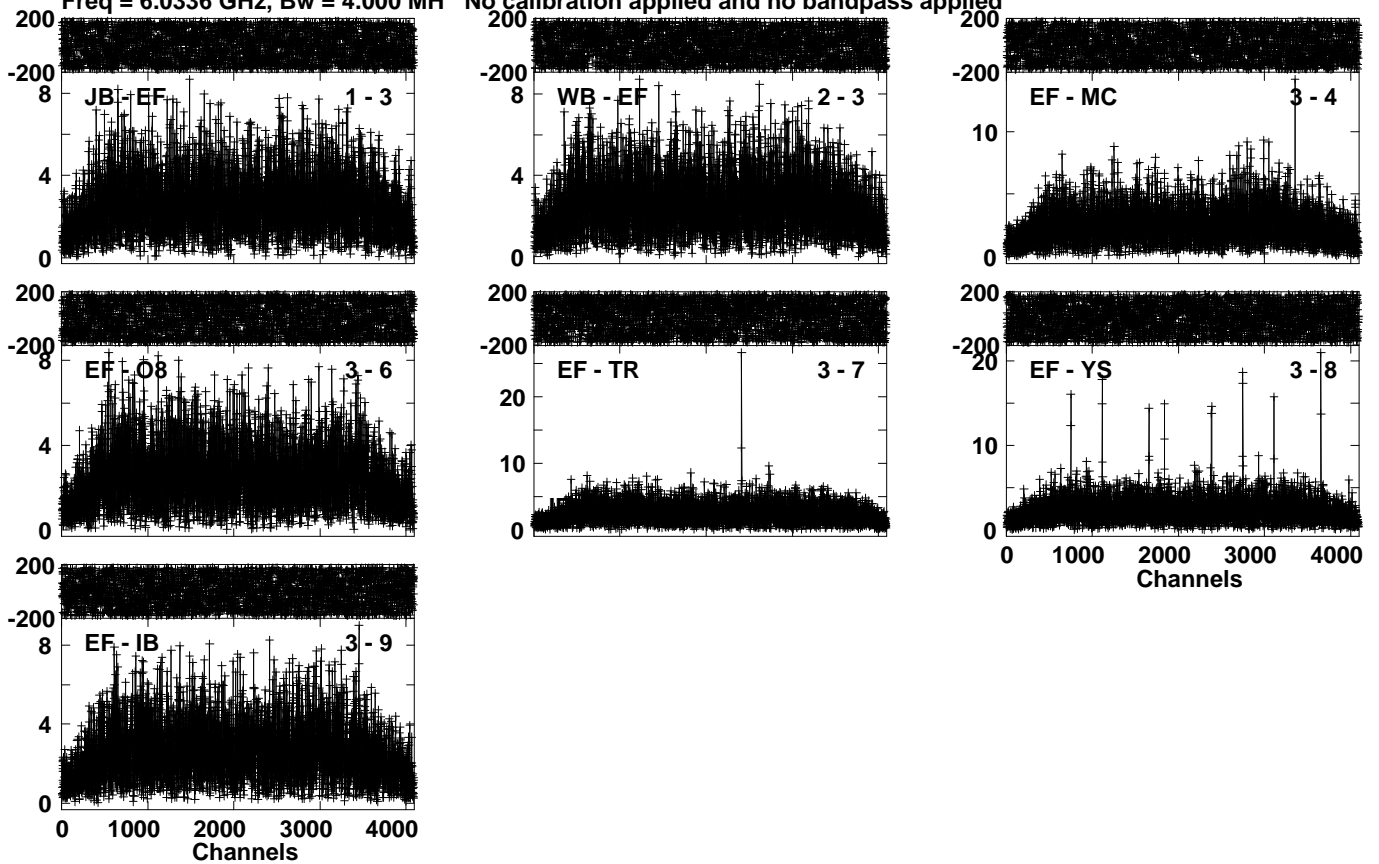 Freq = 6.0336 GHz, Bw = 4.000 MH No calibration applied and no bandpass applied
200
-200
8
4
0
JB - EF
1 - 3
200
-200
8
4
0
WB - EF
2 - 3
200
-200
10
0
EF - MC
3 - 4
200
-200
8
4
0
EF - O8
3 - 6
200
-200
20
10
0
EF - TR
3 - 7
200
-200
20
10
0
EF - YS
3 - 8
0 1000 2000 3000 4000
Channels
200
-200
8
4
0
EF - IB
3 - 9
0 1000 2000 3000 4000
Channels